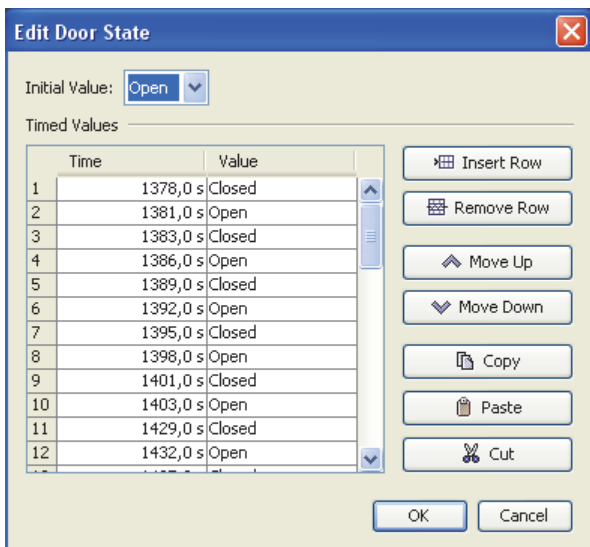 Edit Door State
Initial Value: Open
Timed Values
Time Value
1 1378,0 s Closed
2 1381,0 s Open
3 1383,0 s Closed
4 1386,0 s Open
5 1389,0 s Closed
6 1392,0 s Open
7 1395,0 s Closed
8 1398,0 s Open
9 1401,0 s Closed
10 1403,0 s Open
11 1429,0 s Closed
12 1432,0 s Open
Insert Row
Remove Row
Move Up
Move Down
Copy
Paste
Cut
OK Cancel